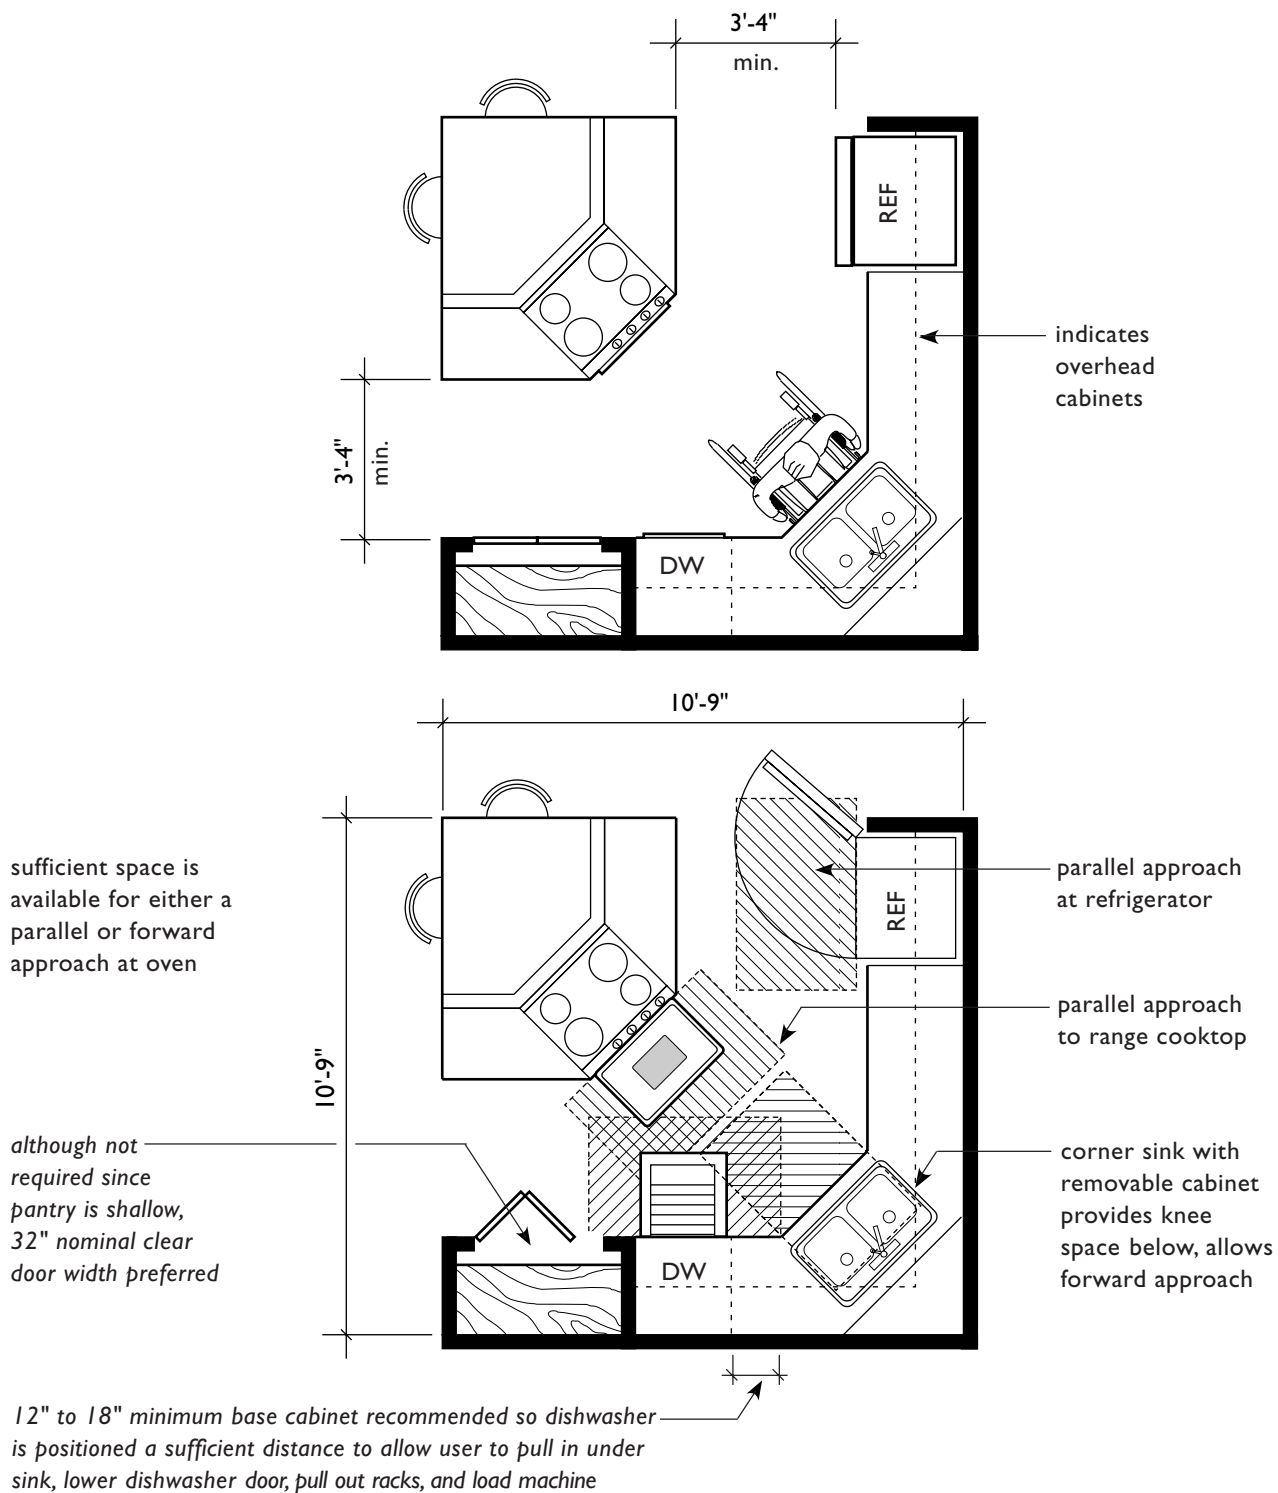 3'-4"
min.
REF
indicates
overhead
cabinets
3'-4"
min.
DW
10'-9"
sufficient space is
available for either a
parallel or forward
approach at oven
parallel approach
at refrigerator
REF
parallel approach
to range cooktop
10'-9"
although not
required since
pantry is shallow,
32" nominal clear
door width preferred
corner sink with
removable cabinet
provides knee
space below, allows
forward approach
DW
12" to 18" minimum base cabinet recommended so dishwasher
is positioned a sufficient distance to allow user to pull in under
sink, lower dishwasher door, pull out racks, and load machine